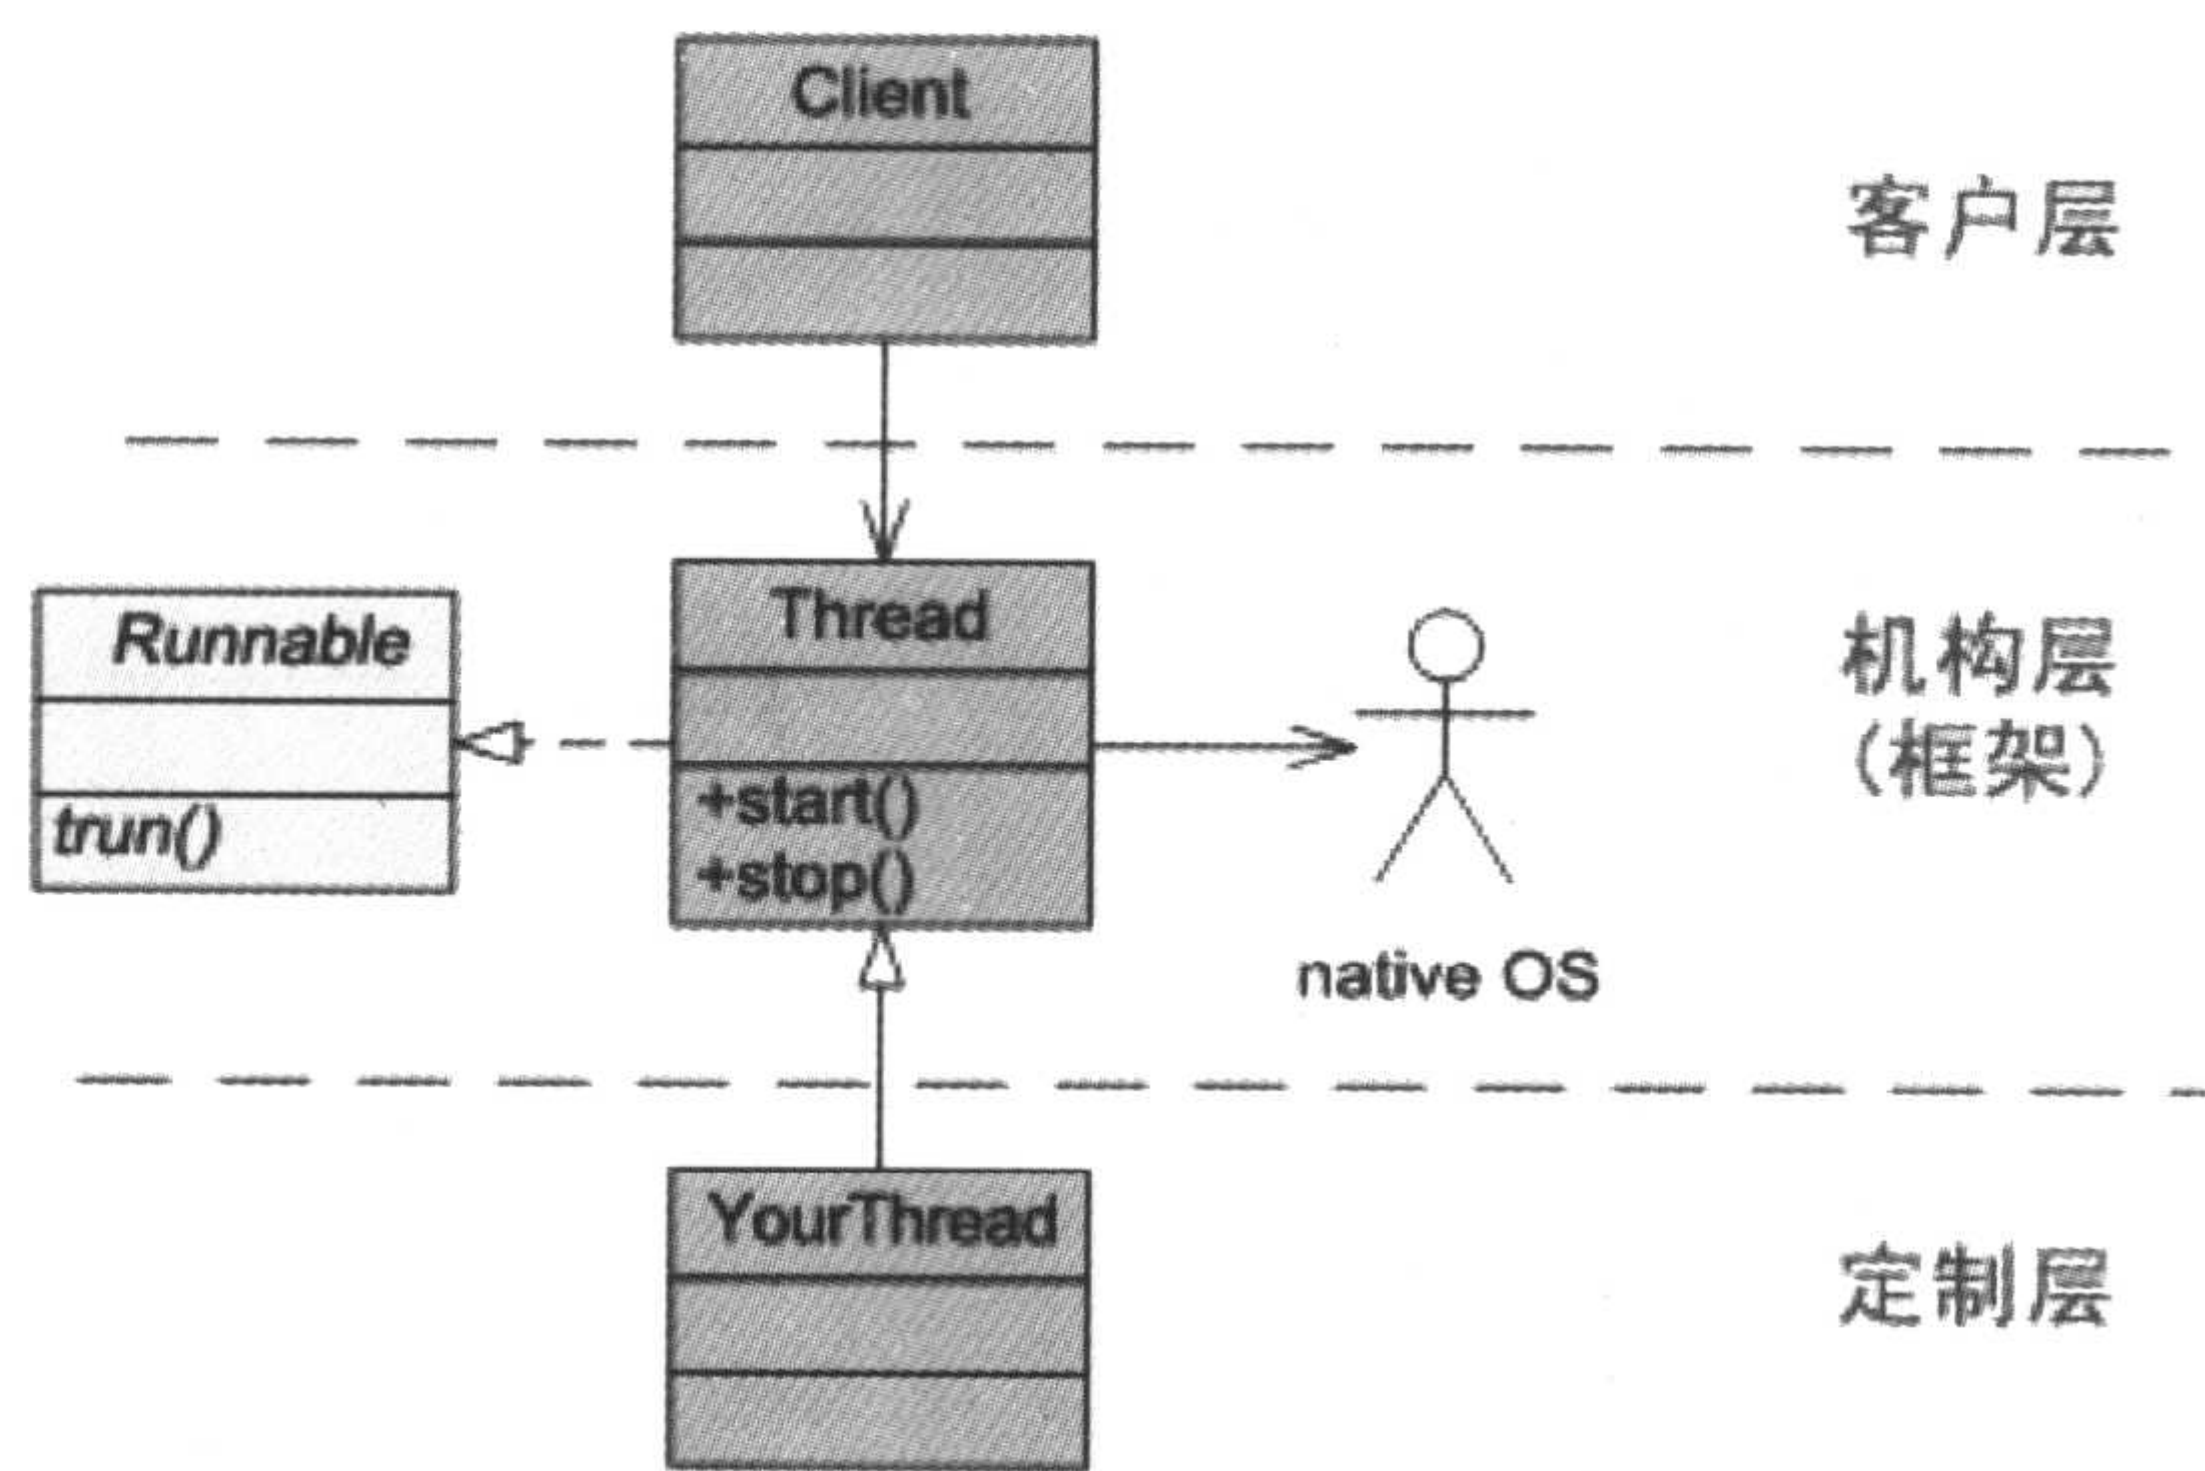 Client
客户层
Runnable
trun()
Thread
+start()
+stop()
native OS
机构层
(框架)
YourThread
定制层